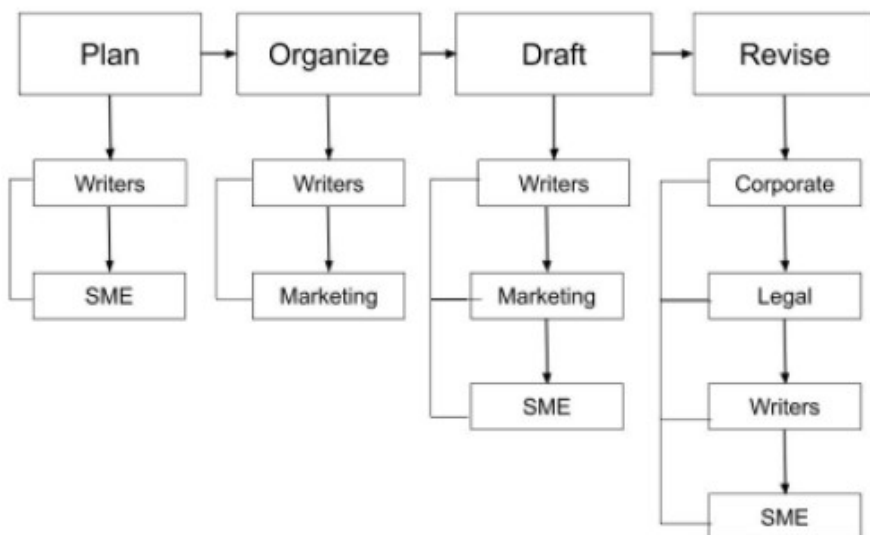 Plan
Organize
Draft
Revise
Writers
Writers
Writers
Corporate
SME
Marketing
Marketing
Legal
SME
Writers
SME